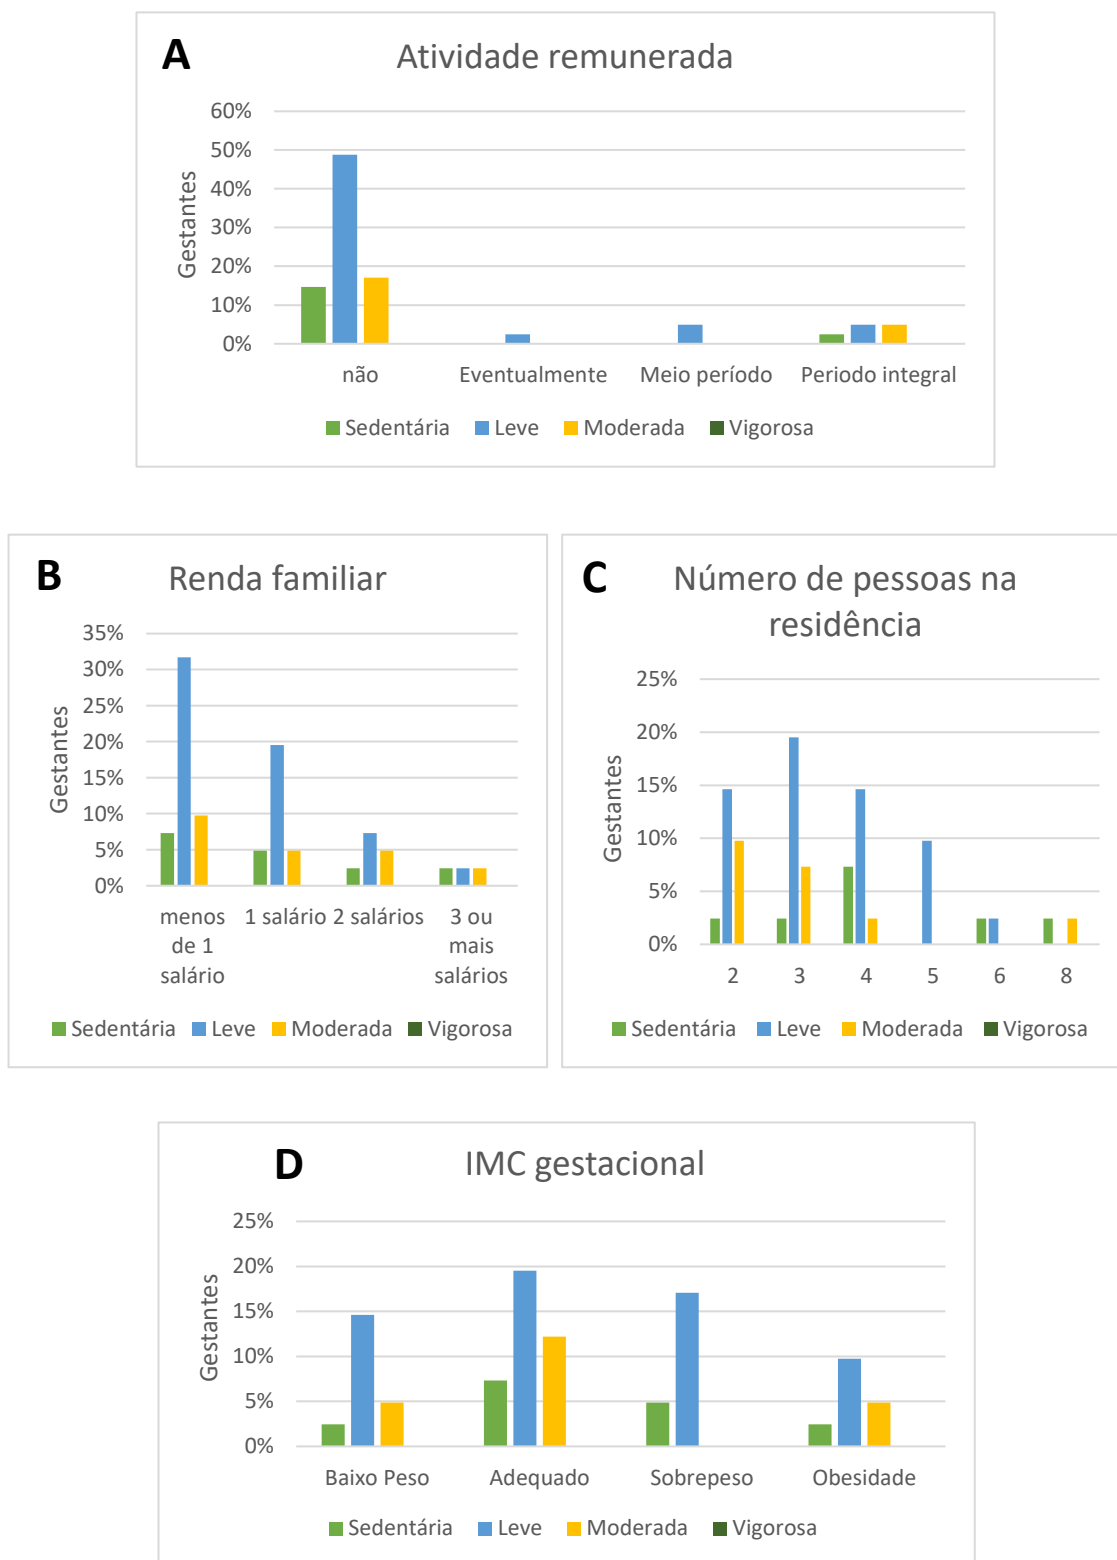 A
Atividade remunerada
60%
50%
40%
30%
20%
10%
0%
Gestantes
não Eventualmente Meio período Periodo integral
Sedentária Leve Moderada Vigorosa
B
Renda familiar
35%
30%
25%
20%
15%
10%
5%
0%
Gestantes
menos 1 salário 2 salários 3 ou
de 1 mais
salário salários
Sedentária Leve Moderada Vigorosa
C
Número de pessoas na
residência
25%
20%
15%
10%
5%
0%
Gestantes
2 3 4 5 6 8
Sedentária Leve Moderada Vigorosa
D
IMC gestacional
25%
20%
15%
10%
5%
0%
Gestantes
Baixo Peso Adequado Sobrepeso Obesidade
Sedentária Leve Moderada Vigorosa